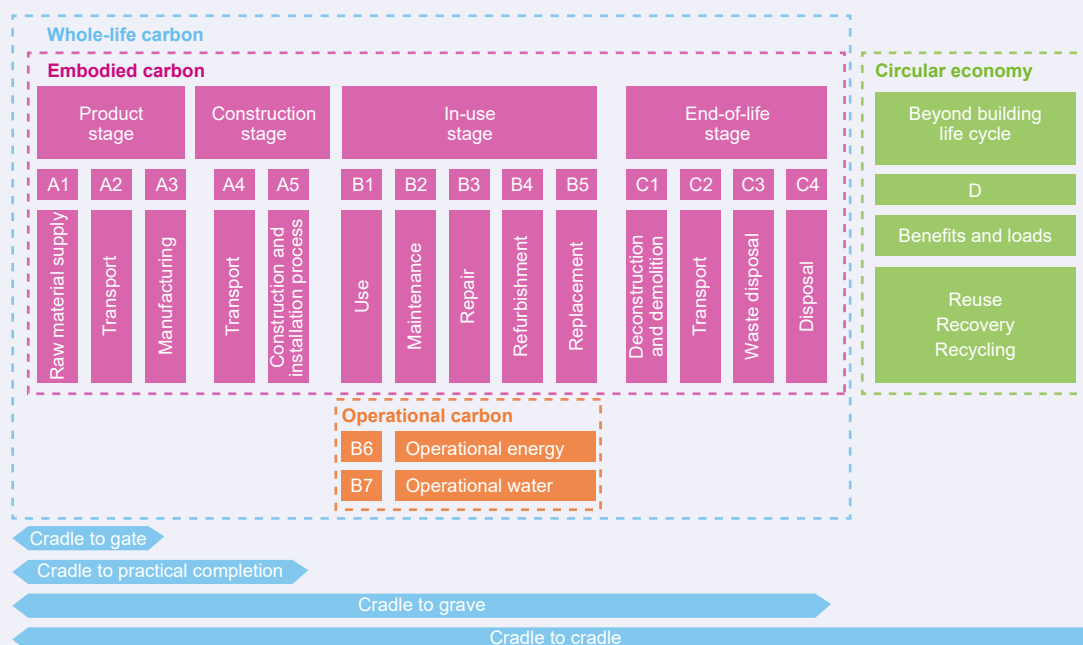 Whole-life carbon
Embodied carbon
Circular economy
Product
stage
Construction
stage
In-use
stage
End-of-life
stage
Beyond building
life cycle
A1
A2
A3
A4
A5
B1
B2
B3
B4
B5
C1
C2
C3
C4
D
Raw material supply
Transport
Manufacturing
Transport
Construction and
installation process
Use
Maintenance
Repair
Refurbishment
Replacement
Deconstruction
and demolition
Transport
Waste disposal
Disposal
Benefits and loads
Reuse
Recovery
Recycling
Operational carbon
B6
Operational energy
B7
Operational water
Cradle to gate
Cradle to practical completion
Cradle to grave
Cradle to cradle